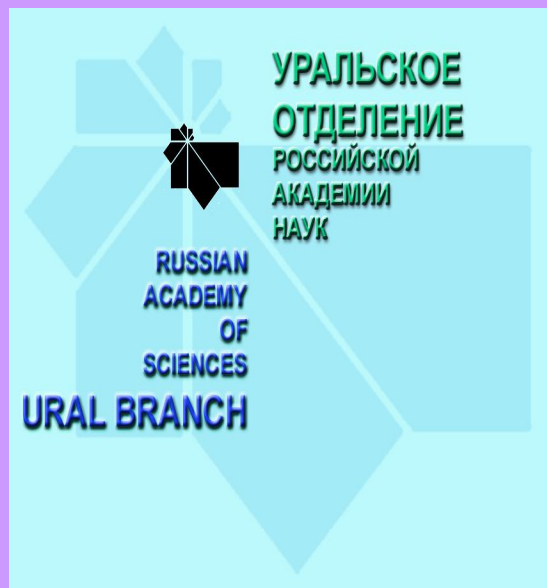 УРАЛЬСКОЕ
ОТДЕЛЕНИЕ
РОССИЙСКОЙ
АКАДЕМИИ
НАУК
RUSSIAN
ACADEMY
OF
SCIENCES
URAL BRANCH